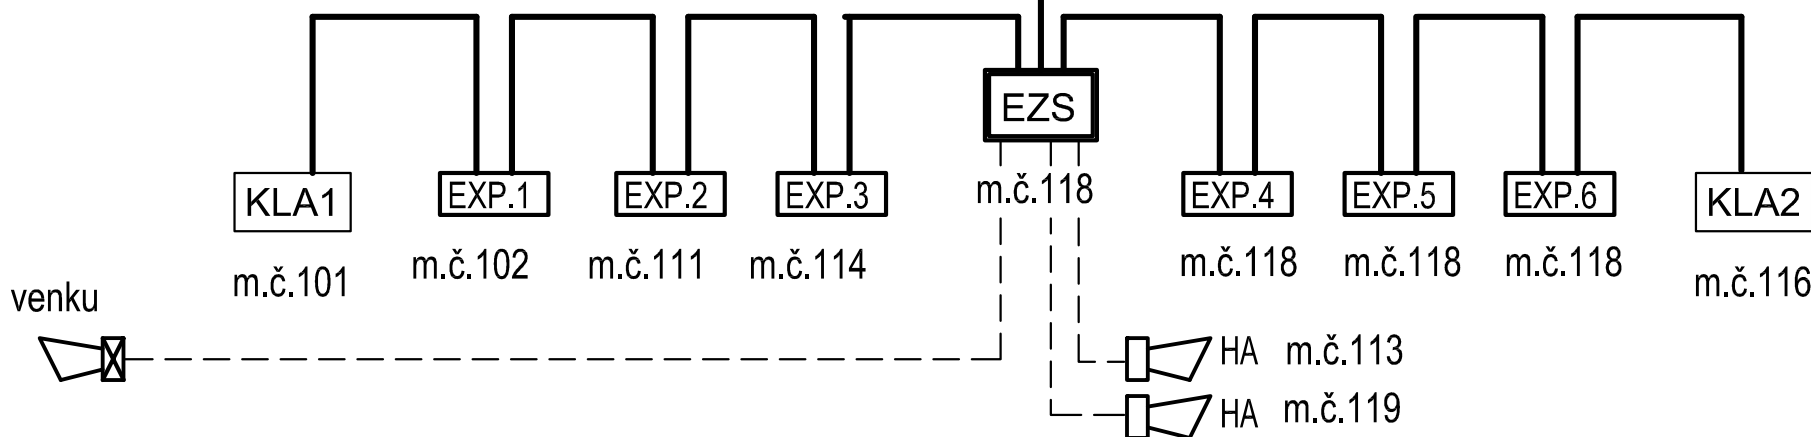 EZS
KLA1 EXP.1 EXP.2 EXP.3 m.č.118 EXP.4 EXP.5 EXP.6 KLA2
m.č.101 m.č.102 m.č.111 m.č.114 m.č.118 m.č.118 m.č.118 m.č.116
venku
HA m.č.113
HA m.č.119